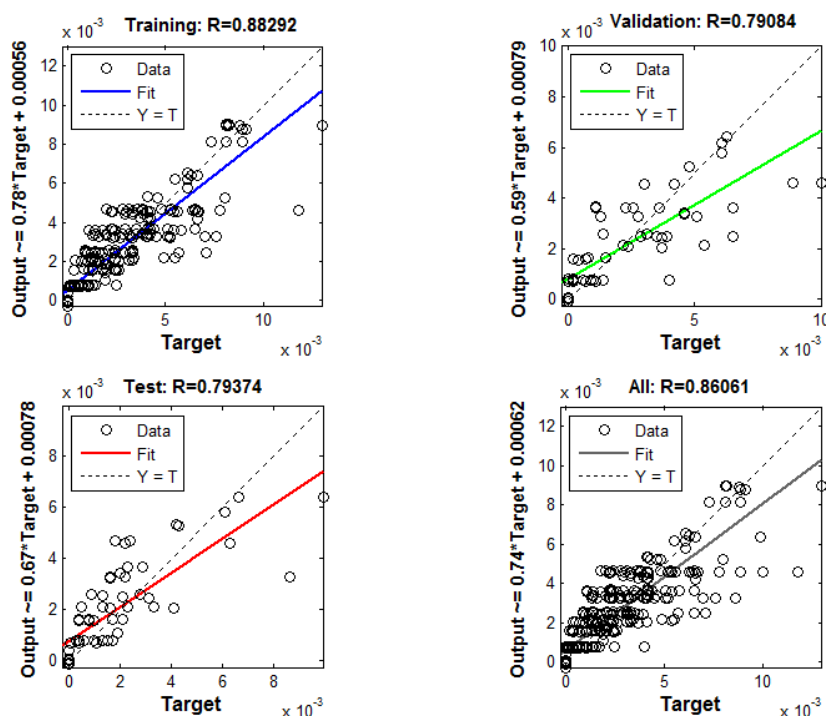 Training: R=0.88292
x 10^-3
Output ~= 0.78*Target + 0.00056
12
10
8
6
4
2
0
Data
Fit
Y = T
0
5
10
Target
x 10^-3
Validation: R=0.79084
x 10^-3
Output ~= 0.59*Target + 0.00079
10
8
6
4
2
0
Data
Fit
Y = T
0
5
10
Target
x 10^-3
Test: R=0.79374
x 10^-3
Output ~= 0.67*Target + 0.00078
8
6
4
2
0
Data
Fit
Y = T
0
2
4
6
8
Target
x 10^-3
All: R=0.86061
x 10^-3
Output ~= 0.74*Target + 0.00062
12
10
8
6
4
2
0
Data
Fit
Y = T
0
5
10
Target
x 10^-3